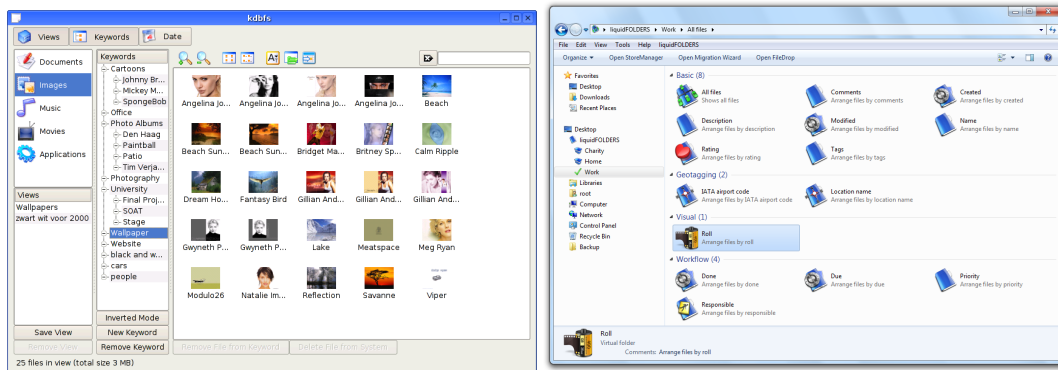 kdbfs
Views
Keywords
Date
Documents
Images
Music
Movies
Applications
Views
Wallpapers
zwart wit voor 2000
Save View
Remove View
Keywords
Cartoons
Johnny Br...
Mickey M...
SpongeBob
Office
Photo Albums
Den Haag
Paintball
Patio
Tim Verja...
Photography
University
Final Proj...
SOAT
Stage
Wallpaper
Website
black and w...
cars
people
Inverted Mode
New Keyword
Remove Keyword
Angelina Jo... Angelina Jo... Angelina Jo... Angelina Jo... Beach
Beach Sun... Beach Sun... Bridget Ma... Britney Sp... Calm Ripple
Dream Ho... Fantasy Bird Gillian And... Gillian And... Gillian And...
Gwyneth P... Gwyneth P... Lake Meatspace Meg Ryan
Modulo26 Natalie Im... Reflection Savanne Viper
Remove File from Keyword Delete File from System
25 files in view (total size 3 MB)
liquidFOLDERS Work All files
File Edit View Tools Help liquidFOLDERS
Organize Open StoreManager Open Migration Wizard Open FileDrop
Favorites
Desktop
Downloads
Recent Places
Desktop
liquidFOLDERS
Charity
Home
Work
Libraries
root
Computer
Network
Control Panel
Recycle Bin
Backup
Basic (8)
All files
Shows all files
Comments
Arrange files by comments
Created
Arrange files by created
Description
Arrange files by description
Modified
Arrange files by modified
Name
Arrange files by name
Rating
Arrange files by rating
Tags
Arrange files by tags
Geotagging (2)
IATA airport code
Arrange files by IATA airport code
Location name
Arrange files by location name
Visual (1)
Roll
Arrange files by roll
Workflow (4)
Done
Arrange files by done
Due
Arrange files by due
Priority
Arrange files by priority
Responsible
Arrange files by responsible
Roll
Virtual folder
Comments: Arrange files by roll